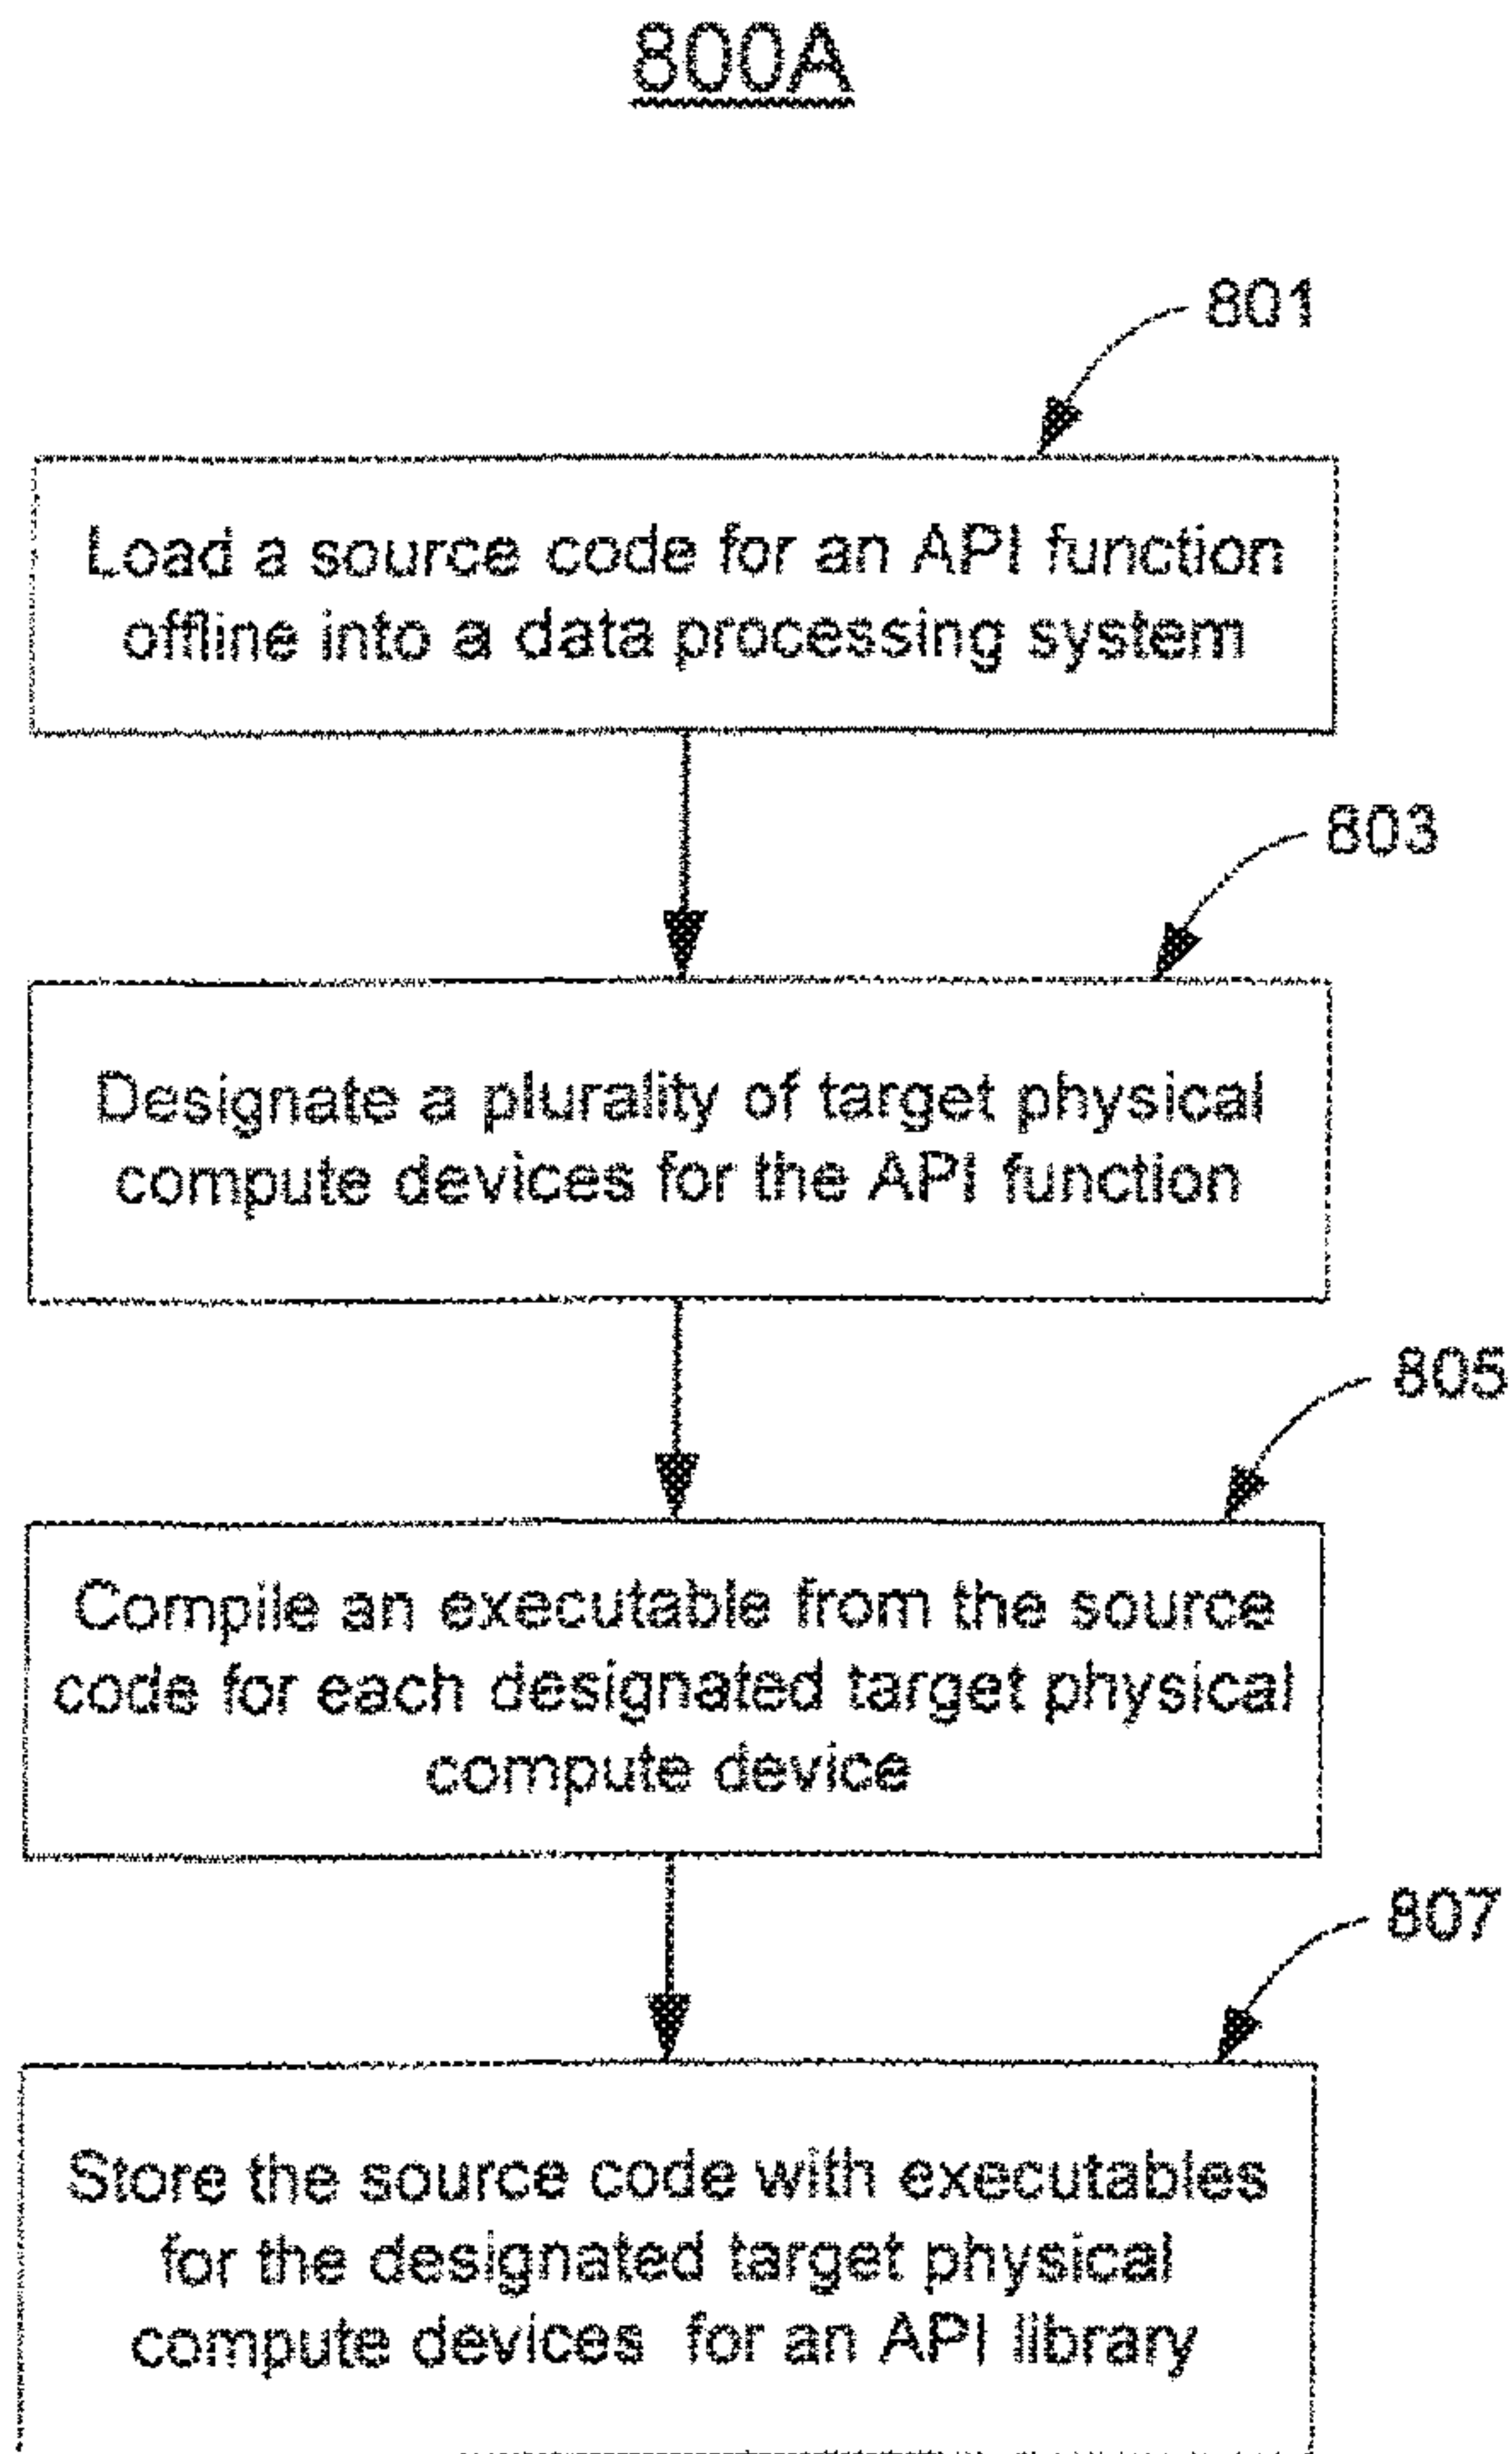 800A
801
Load a source code for an API function
offline into a data processing system
803
Designate a plurality of target physical
compute devices for the API function
805
Compile an executable from the source
code for each designated target physical
compute device
807
Store the source code with executables
for the designated target physical
compute devices for an API library